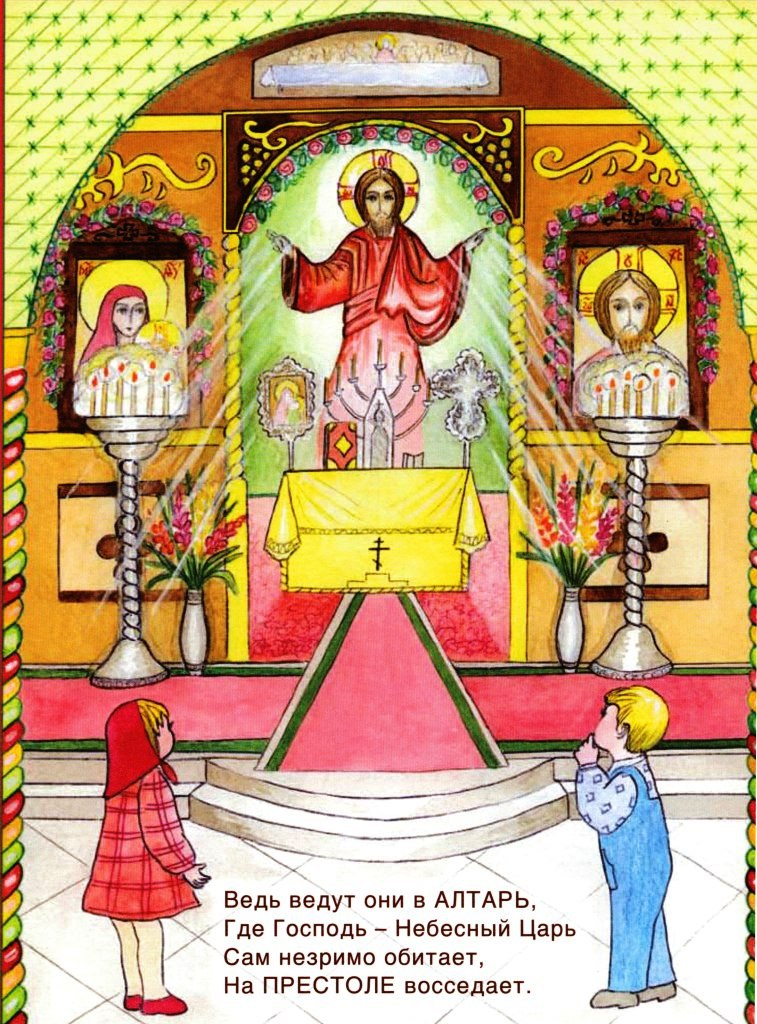 Ведь ведут они в АЛТАРЬ,
Где Господь – Небесный Царь
Сам незримо обитает,
На ПРЕСТОЛЕ восседает.